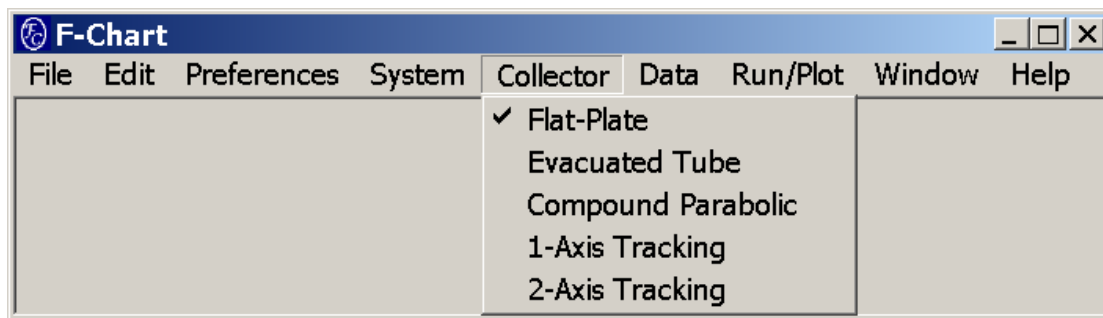 F-Chart
File Edit Preferences System Collector Data Run/Plot Window Help
Flat-Plate
Evacuated Tube
Compound Parabolic
1-Axis Tracking
2-Axis Tracking